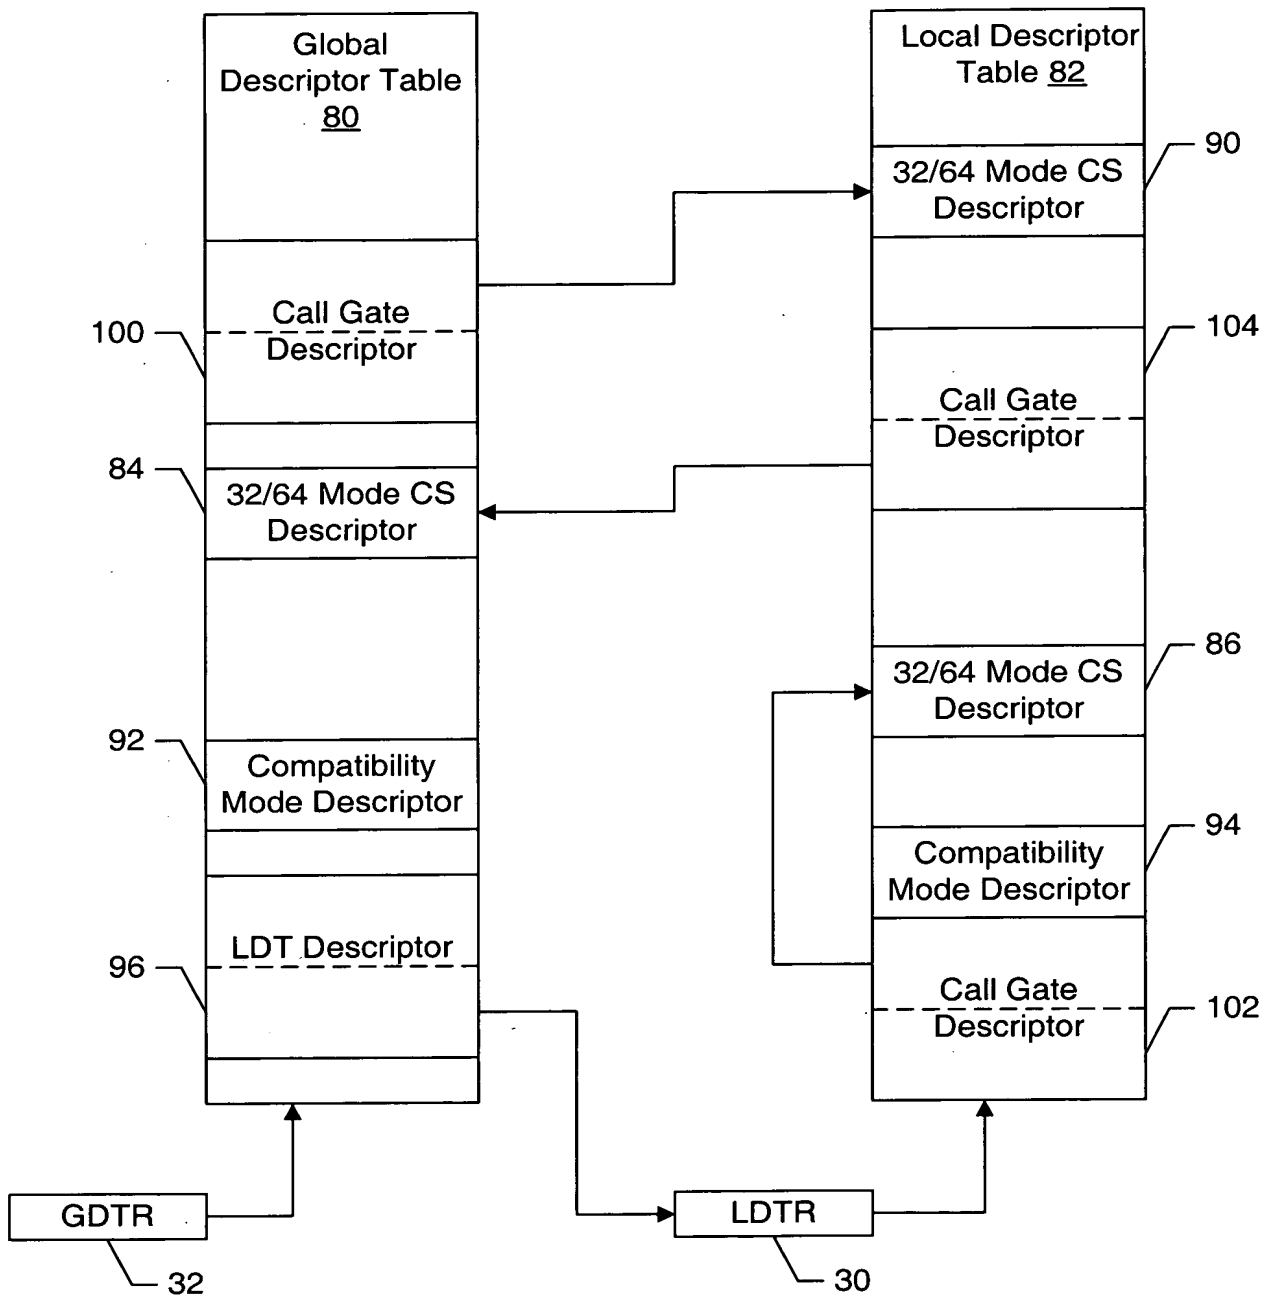 Global
Descriptor Table
80
Call Gate
Descriptor
100
84
32/64 Mode CS
Descriptor
92
Compatibility
Mode Descriptor
LDT Descriptor
96
GDTR
32
Local Descriptor
Table 82
90
32/64 Mode CS
Descriptor
104
Call Gate
Descriptor
86
32/64 Mode CS
Descriptor
94
Compatibility
Mode Descriptor
Call Gate
Descriptor
102
LDTR
30